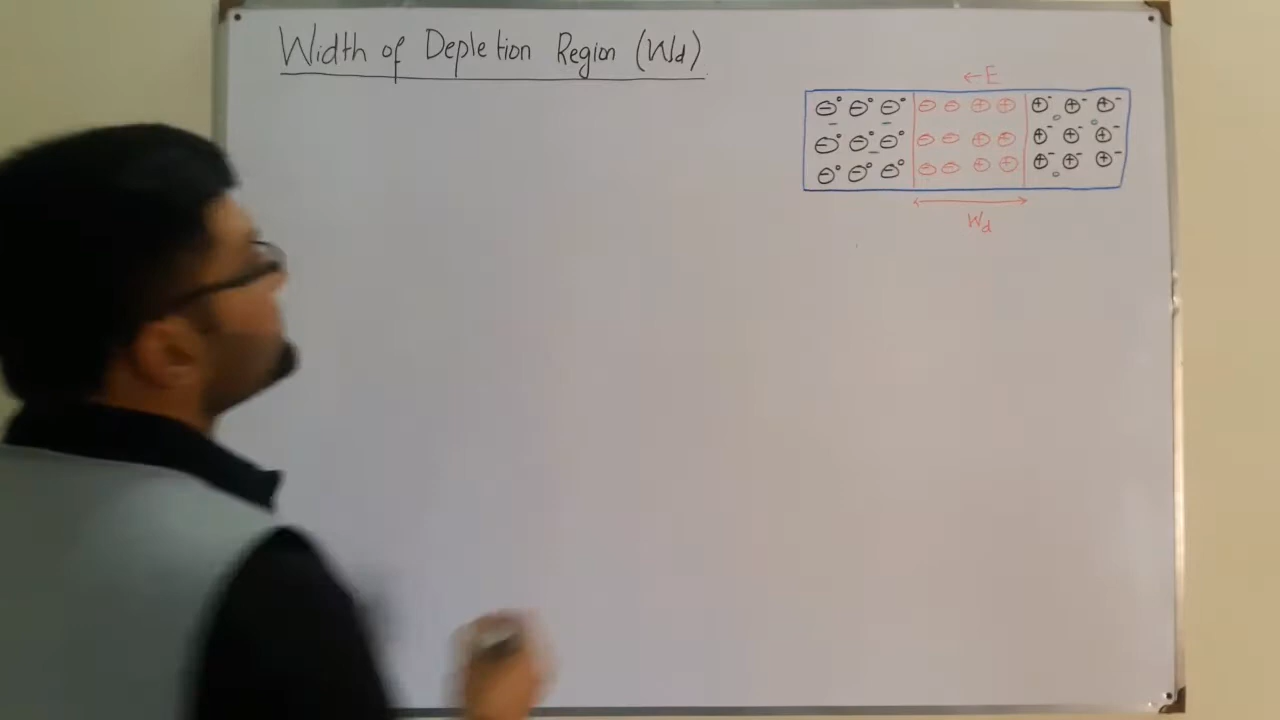 Width of Depletion Region (Wd)
←E
⊖° ⊖° ⊖° ⊖ ⊖ ⊕ ⊕ ⊕⁻ ⊕⁻ ⊕⁻
⊖° ⊖° ⊖° ⊖ ⊖ ⊕ ⊕ ⊕⁻ ⊕⁻ ⊕⁻
⊖° ⊖° ⊖° ⊖ ⊖ ⊕ ⊕ ⊕⁻ ⊕⁻ ⊕⁻
Wd